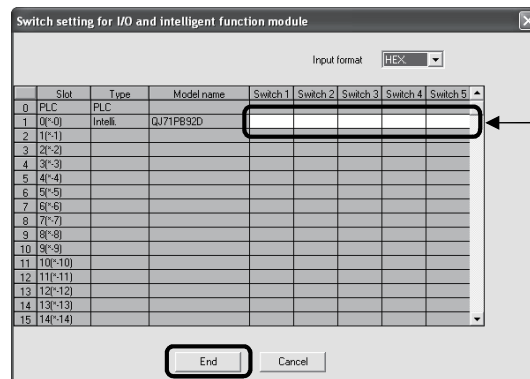 Switch setting for I/O and intelligent function module
Input format HEX.
Slot Type Model name Switch 1 Switch 2 Switch 3 Switch 4 Switch 5
0 PLC PLC
1 0(*-0) Intelli. QJ71PB92D
2 1(*-1)
3 2(*-2)
4 3(*-3)
5 4(*-4)
6 5(*-5)
7 6(*-6)
8 7(*-7)
9 8(*-8)
10 9(*-9)
11 10(*-10)
12 11(*-11)
13 12(*-12)
14 13(*-13)
15 14(*-14)
End Cancel